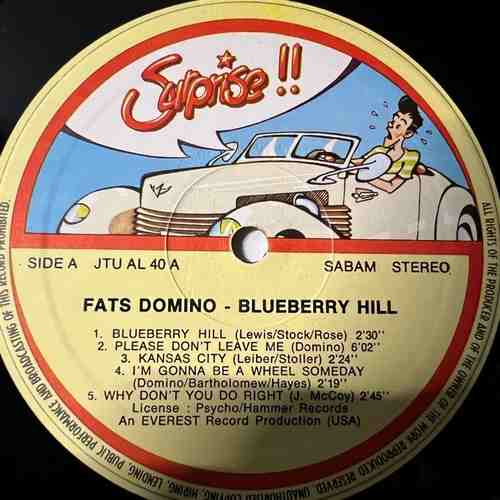 Surprise!!
SIDE A JTU AL 40 A
SABAM STEREO
FATS DOMINO - BLUEBERRY HILL
1. BLUEBERRY HILL (Lewis/Stock/Rose) 2'30''
2. PLEASE DON'T LEAVE ME (Domino) 6'02''
3. KANSAS CITY (Leiber/Stoller) 2'24''
4. I'M GONNA BE A WHEEL SOMEDAY
(Domino/Bartholomew/Hayes) 2'19''
5. WHY DON'T YOU DO RIGHT (J. McCoy) 2'45''
License : Psycho/Hammer Records
An EVEREST Record Production (USA)
ALL RIGHTS OF THE PRODUCER AND OF THE OWNER OF THE WORK REPRODUCED RESERVED. UNAUTHORISED COPYING, HIRING, LENDING, PUBLIC PERFORMANCE AND BROADCASTING OF THIS RECORD PROHIBITED.